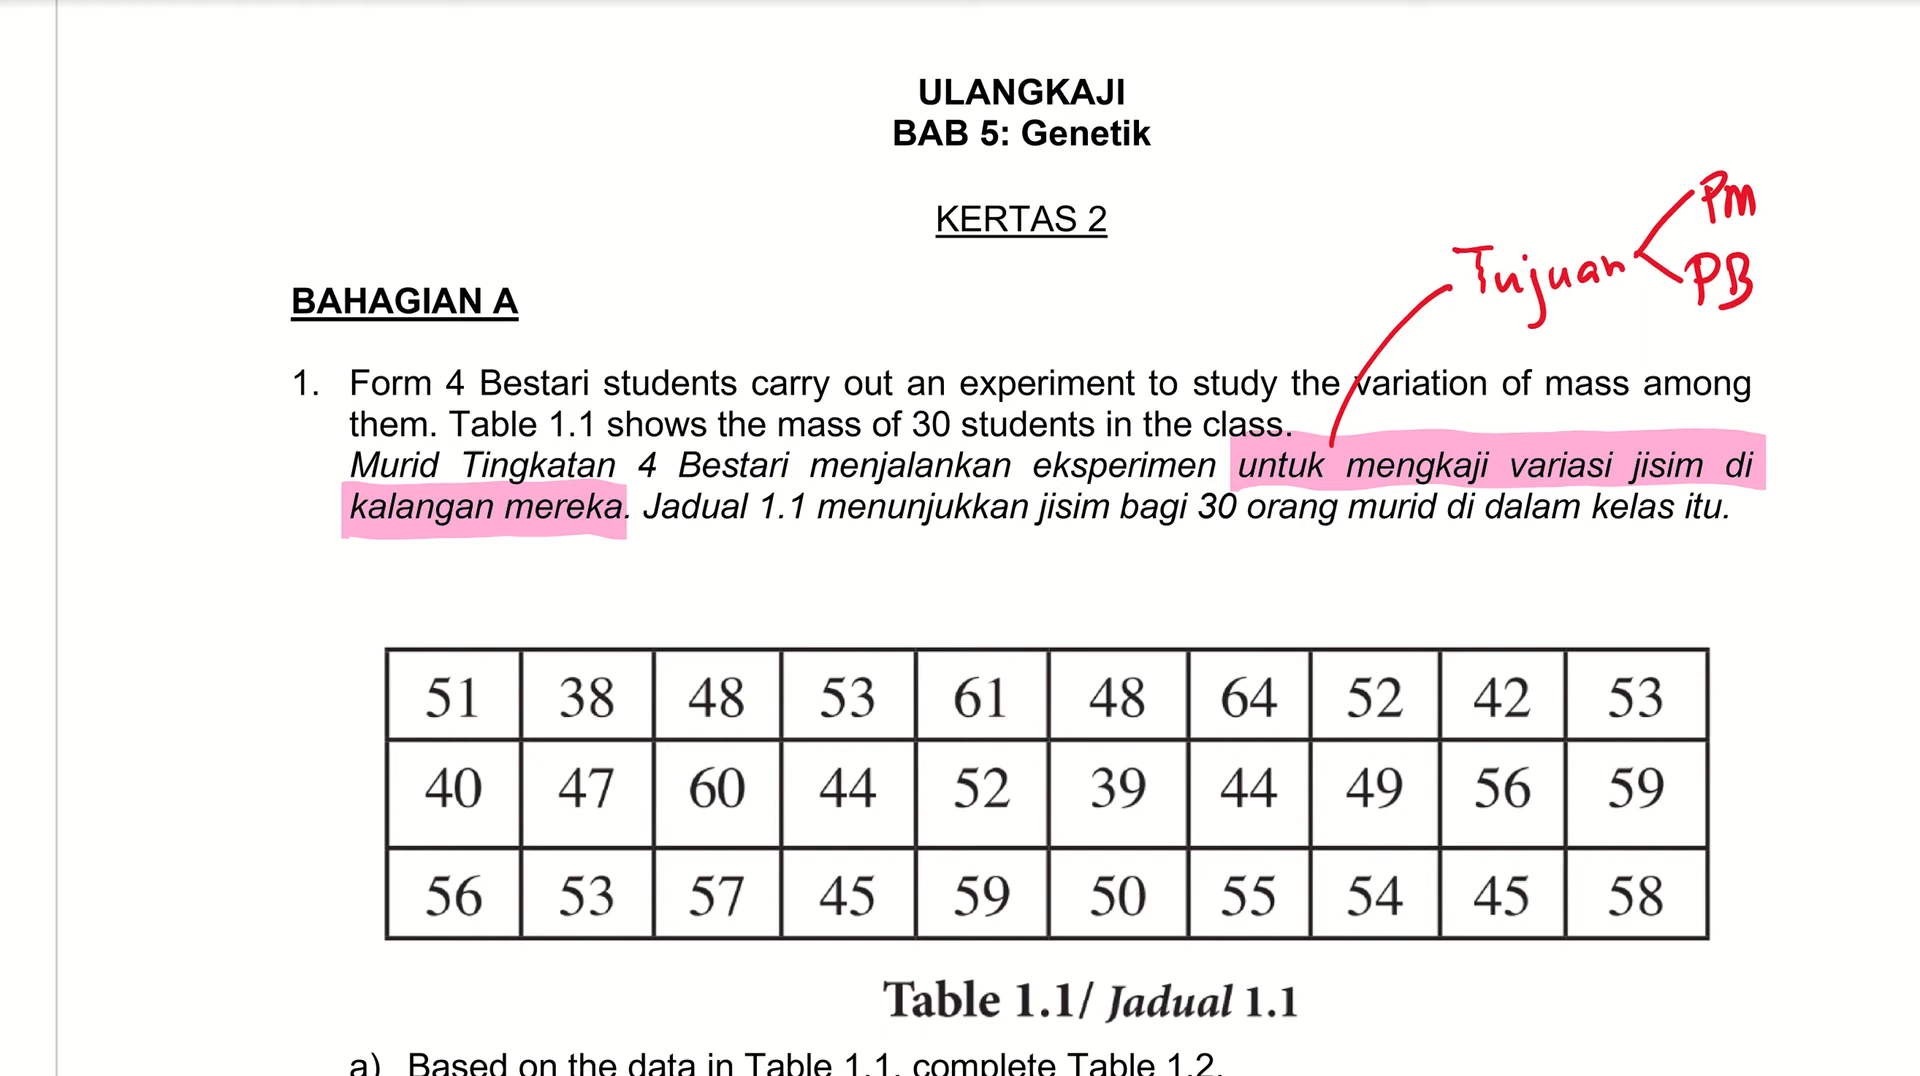 ULANGKAJI
BAB 5: Genetik
KERTAS 2
PM
Tujuan
PB
BAHAGIAN A
1. Form 4 Bestari students carry out an experiment to study the variation of mass among
them. Table 1.1 shows the mass of 30 students in the class.
Murid Tingkatan 4 Bestari menjalankan eksperimen untuk mengkaji variasi jisim di
kalangan mereka. Jadual 1.1 menunjukkan jisim bagi 30 orang murid di dalam kelas itu.
51 38 48 53 61 48 64 52 42 53
40 47 60 44 52 39 44 49 56 59
56 53 57 45 59 50 55 54 45 58
Table 1.1/ Jadual 1.1
a) Based on the data in Table 1.1, complete Table 1.2.